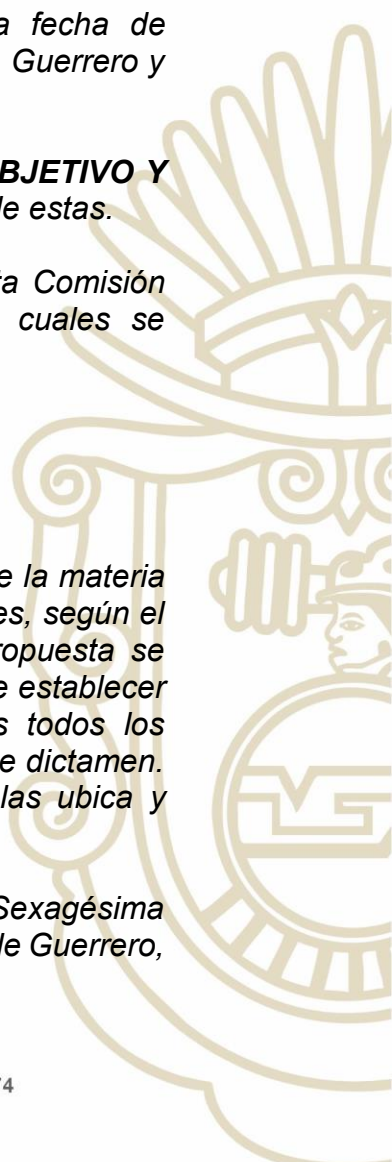 a fecha de
Guerrero y
BJETIVO Y
le estas.
ta Comisión
cuales se
e la materia
es, según el
ropuesta se
e establecer
s todos los
e dictamen.
las ubica y
Sexagésima
le Guerrero,
74